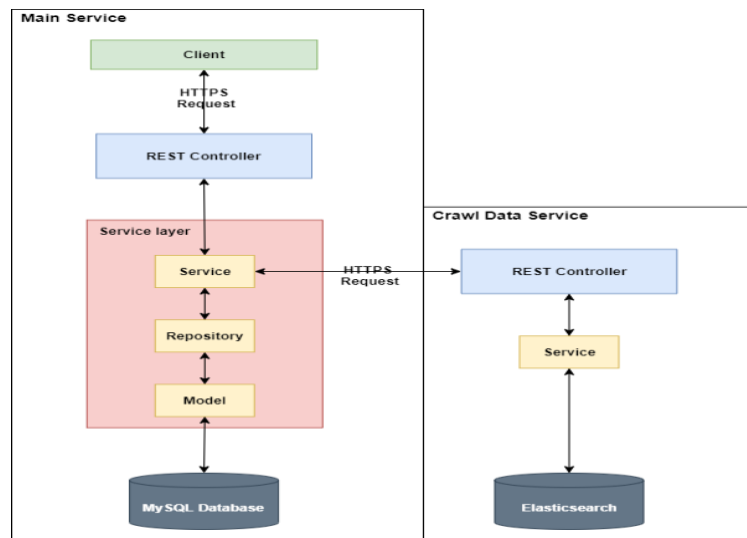 Main Service
Client
HTTPS
Request
REST Controller
Service layer
Service
Repository
Model
MySQL Database
HTTPS
Request
Crawl Data Service
REST Controller
Service
Elasticsearch